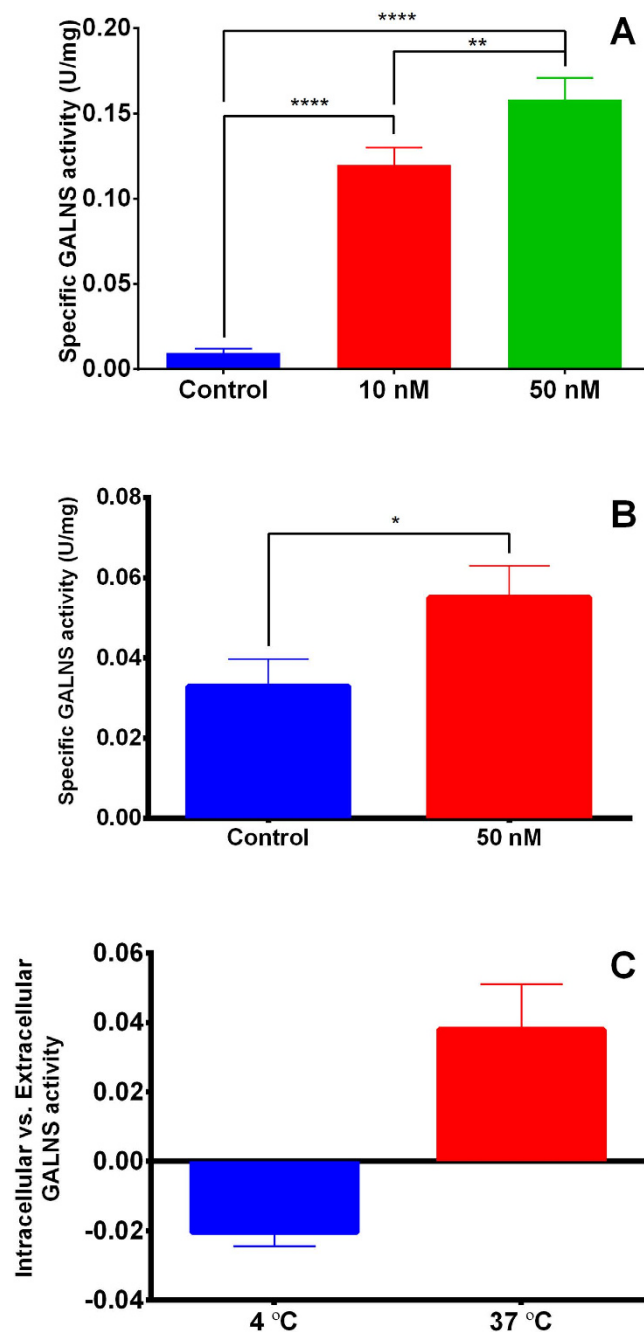 A
Specific GALNS activity (U/mg)
0.20
0.15
0.10
0.05
0.00
****
**
****
Control 10 nM 50 nM
B
Specific GALNS activity (U/mg)
0.08
0.06
0.04
0.02
0.00
*
Control 50 nM
C
Intracellular vs. Extracellular
GALNS activity
0.06
0.04
0.02
0.00
-0.02
-0.04
4 °C 37 °C